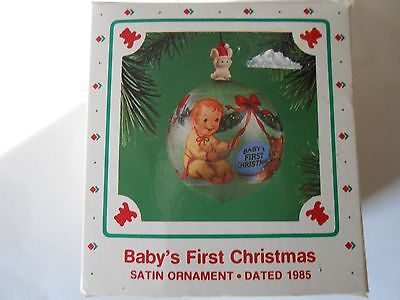 BABY'S
FIRST
CHRISTMAS
Baby's First Christmas
SATIN ORNAMENT • DATED 1985